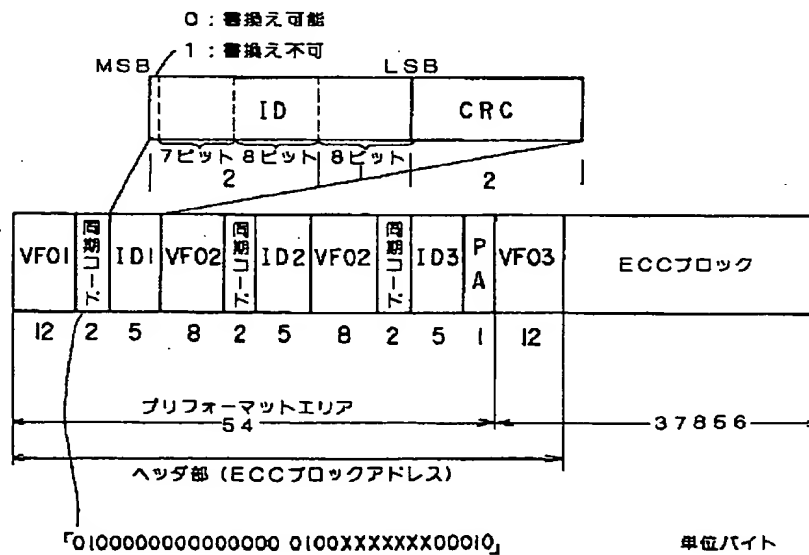 0:書換え可能
1:書換え不可
MSB LSB
ID CRC
7ビット 8ビット 8ビット
2 1 2
VFO1 同期コード ID1 VFO2 同期コード ID2 VFO2 同期コード ID3 PA VFO3 ECCブロック
12 2 5 8 2 5 8 2 5 1 12
プリフォーマットエリア
54 37856
ヘッダ部(ECCブロックアドレス)
「0100000000000000 0100XXXXXXX00010」 単位バイト